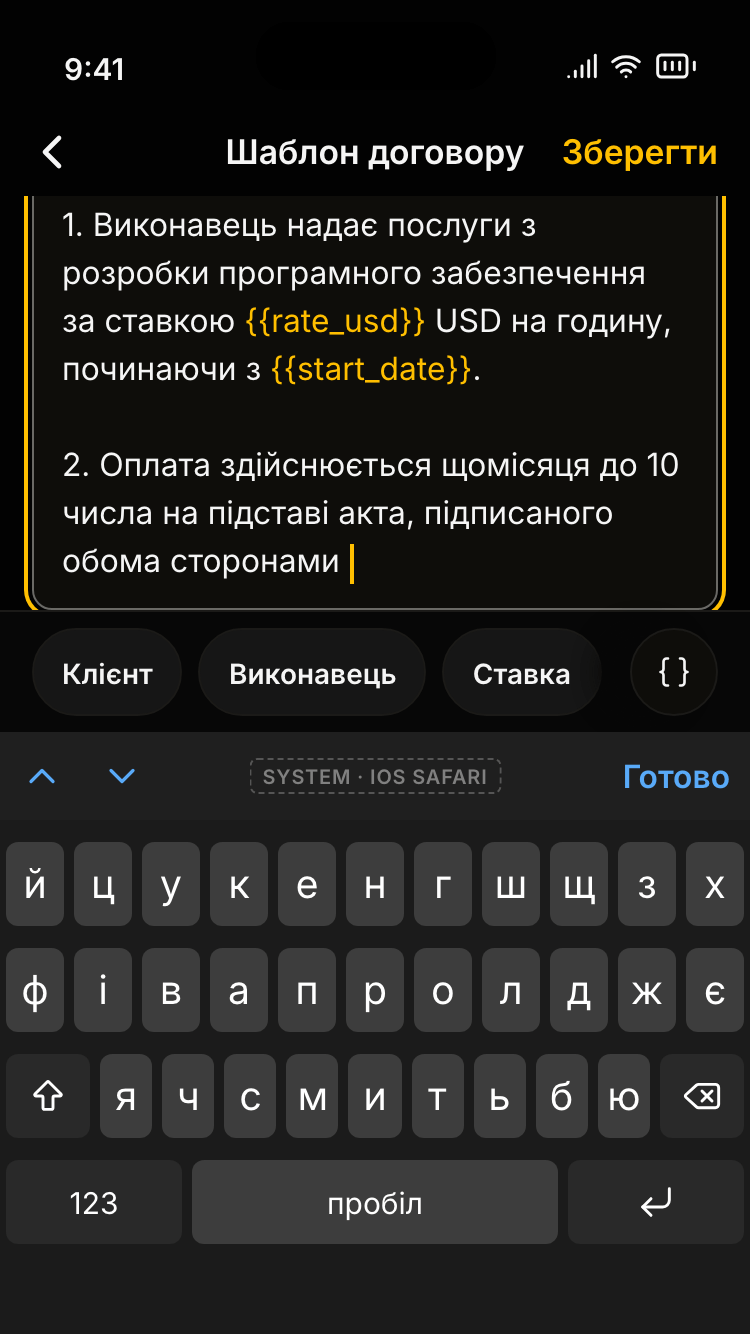 9:41
Шаблон договору
Зберегти
1. Виконавець надає послуги з
розробки програмного забезпечення
за ставкою {{rate_usd}} USD на годину,
починаючи з {{start_date}}.
2. Оплата здійснюється щомісяця до 10
числа на підставі акта, підписаного
обома сторонами
Клієнт
Виконавець
Ставка
{ }
SYSTEM · IOS SAFARI
Готово
й ц у к е н г ш щ з х
ф і в а п р о л д ж є
я ч с м и т ь б ю
123
пробіл